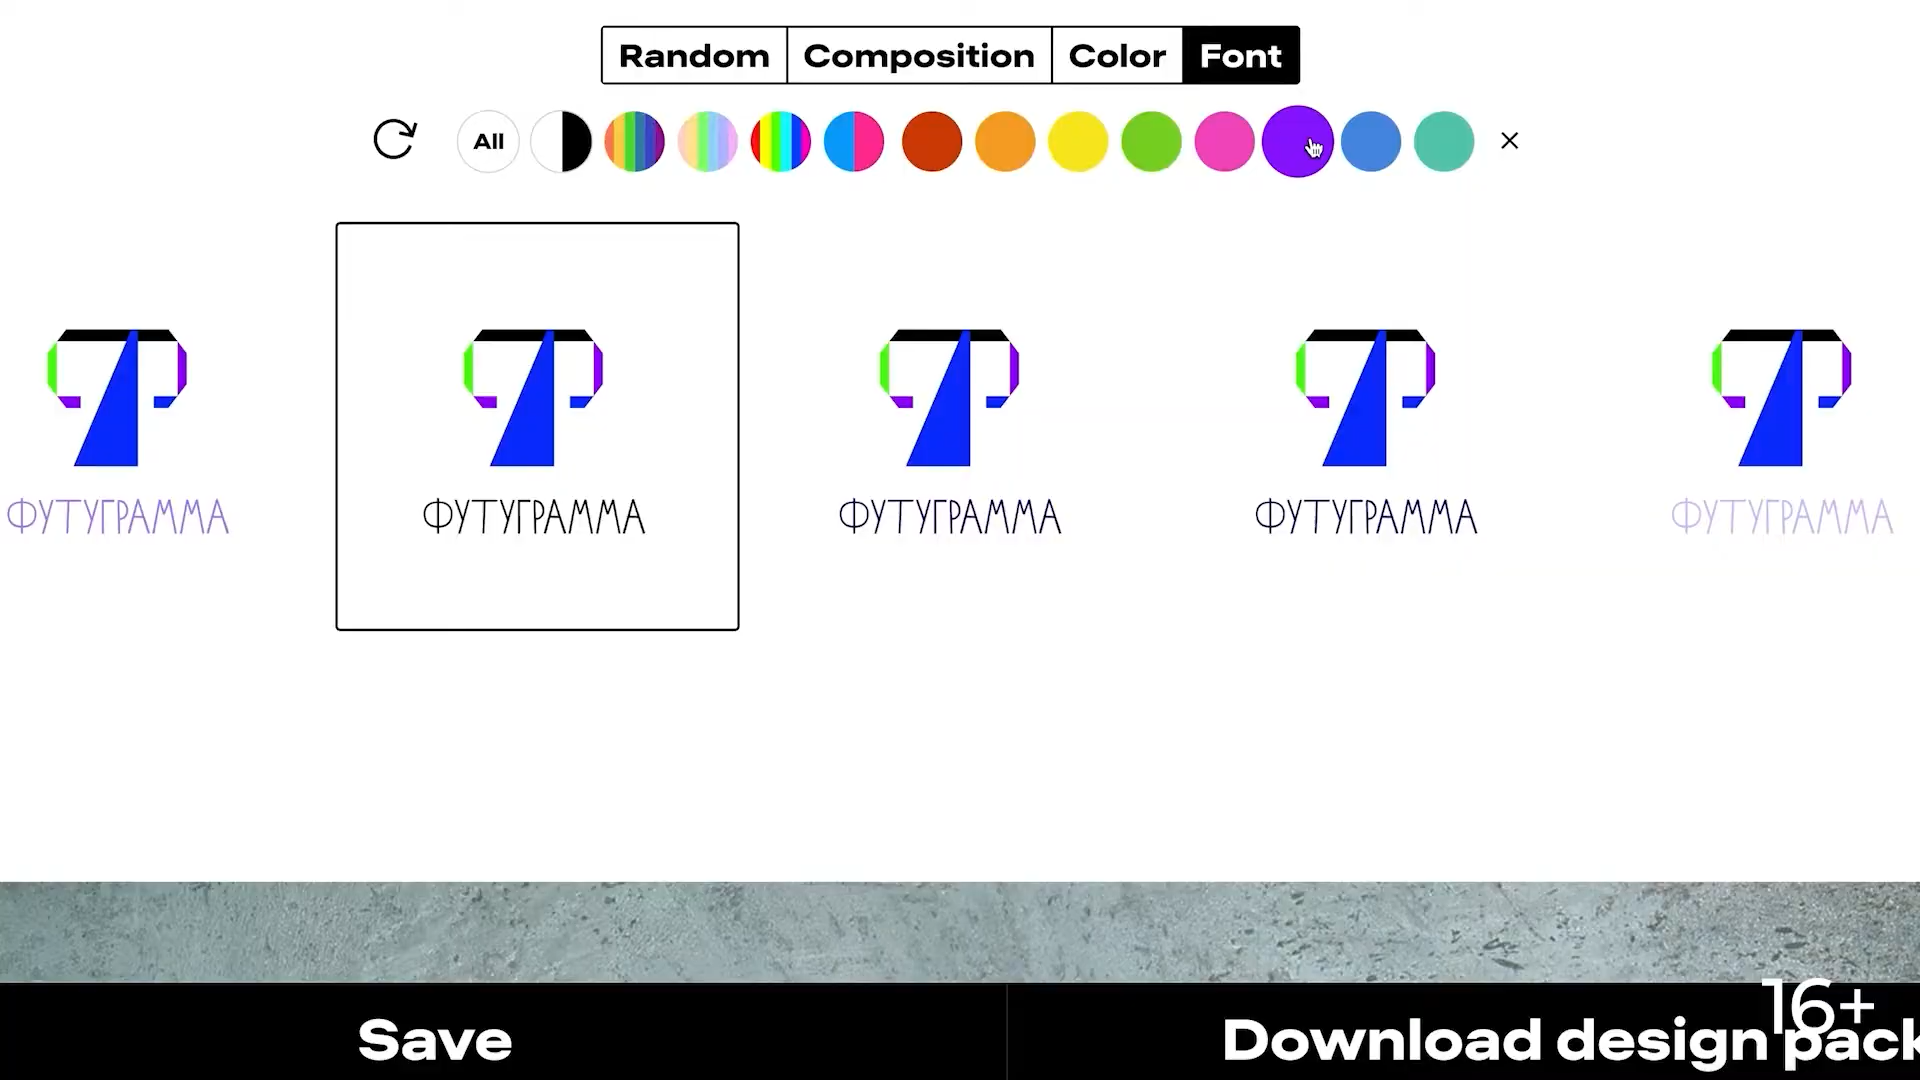 Random Composition Color Font
All
ФУТУГРАММА ФУТУГРАММА ФУТУГРАММА ФУТУГРАММА ФУТУГРАММА
16+
Save Download design pack